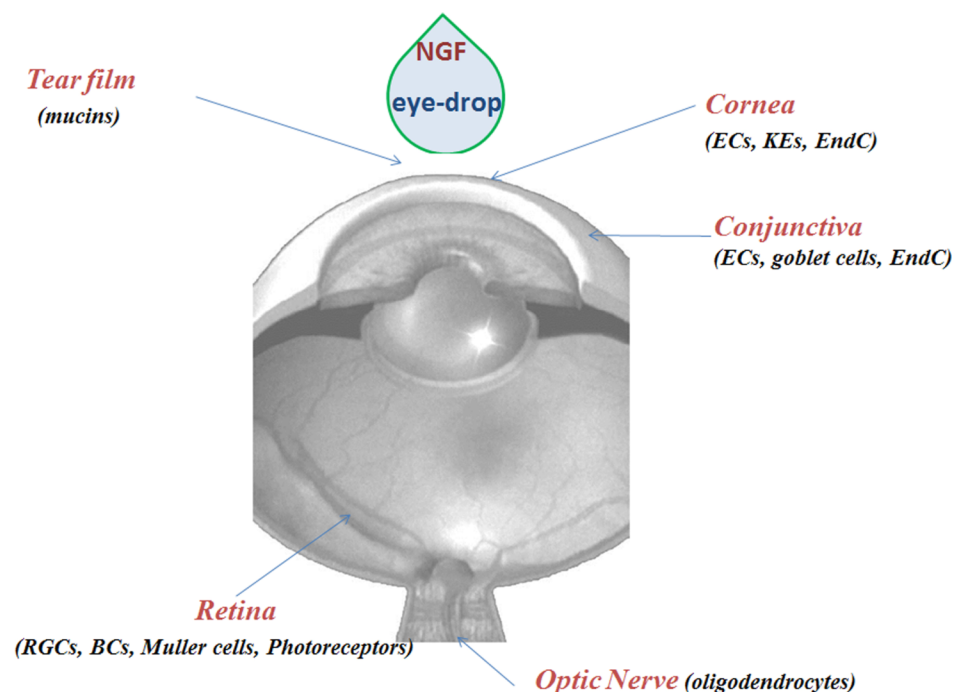 NGF
eye-drop
Tear film
(mucins)
Cornea
(ECs, KEs, EndC)
Conjunctiva
(ECs, goblet cells, EndC)
Retina
(RGCs, BCs, Muller cells, Photoreceptors)
Optic Nerve (oligodendrocytes)